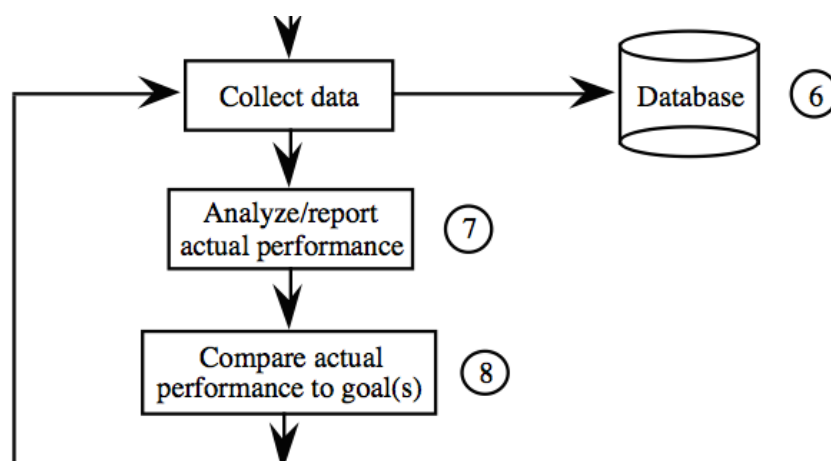 Collect data
Database
6
Analyze/report
actual performance
7
Compare actual
performance to goal(s)
8